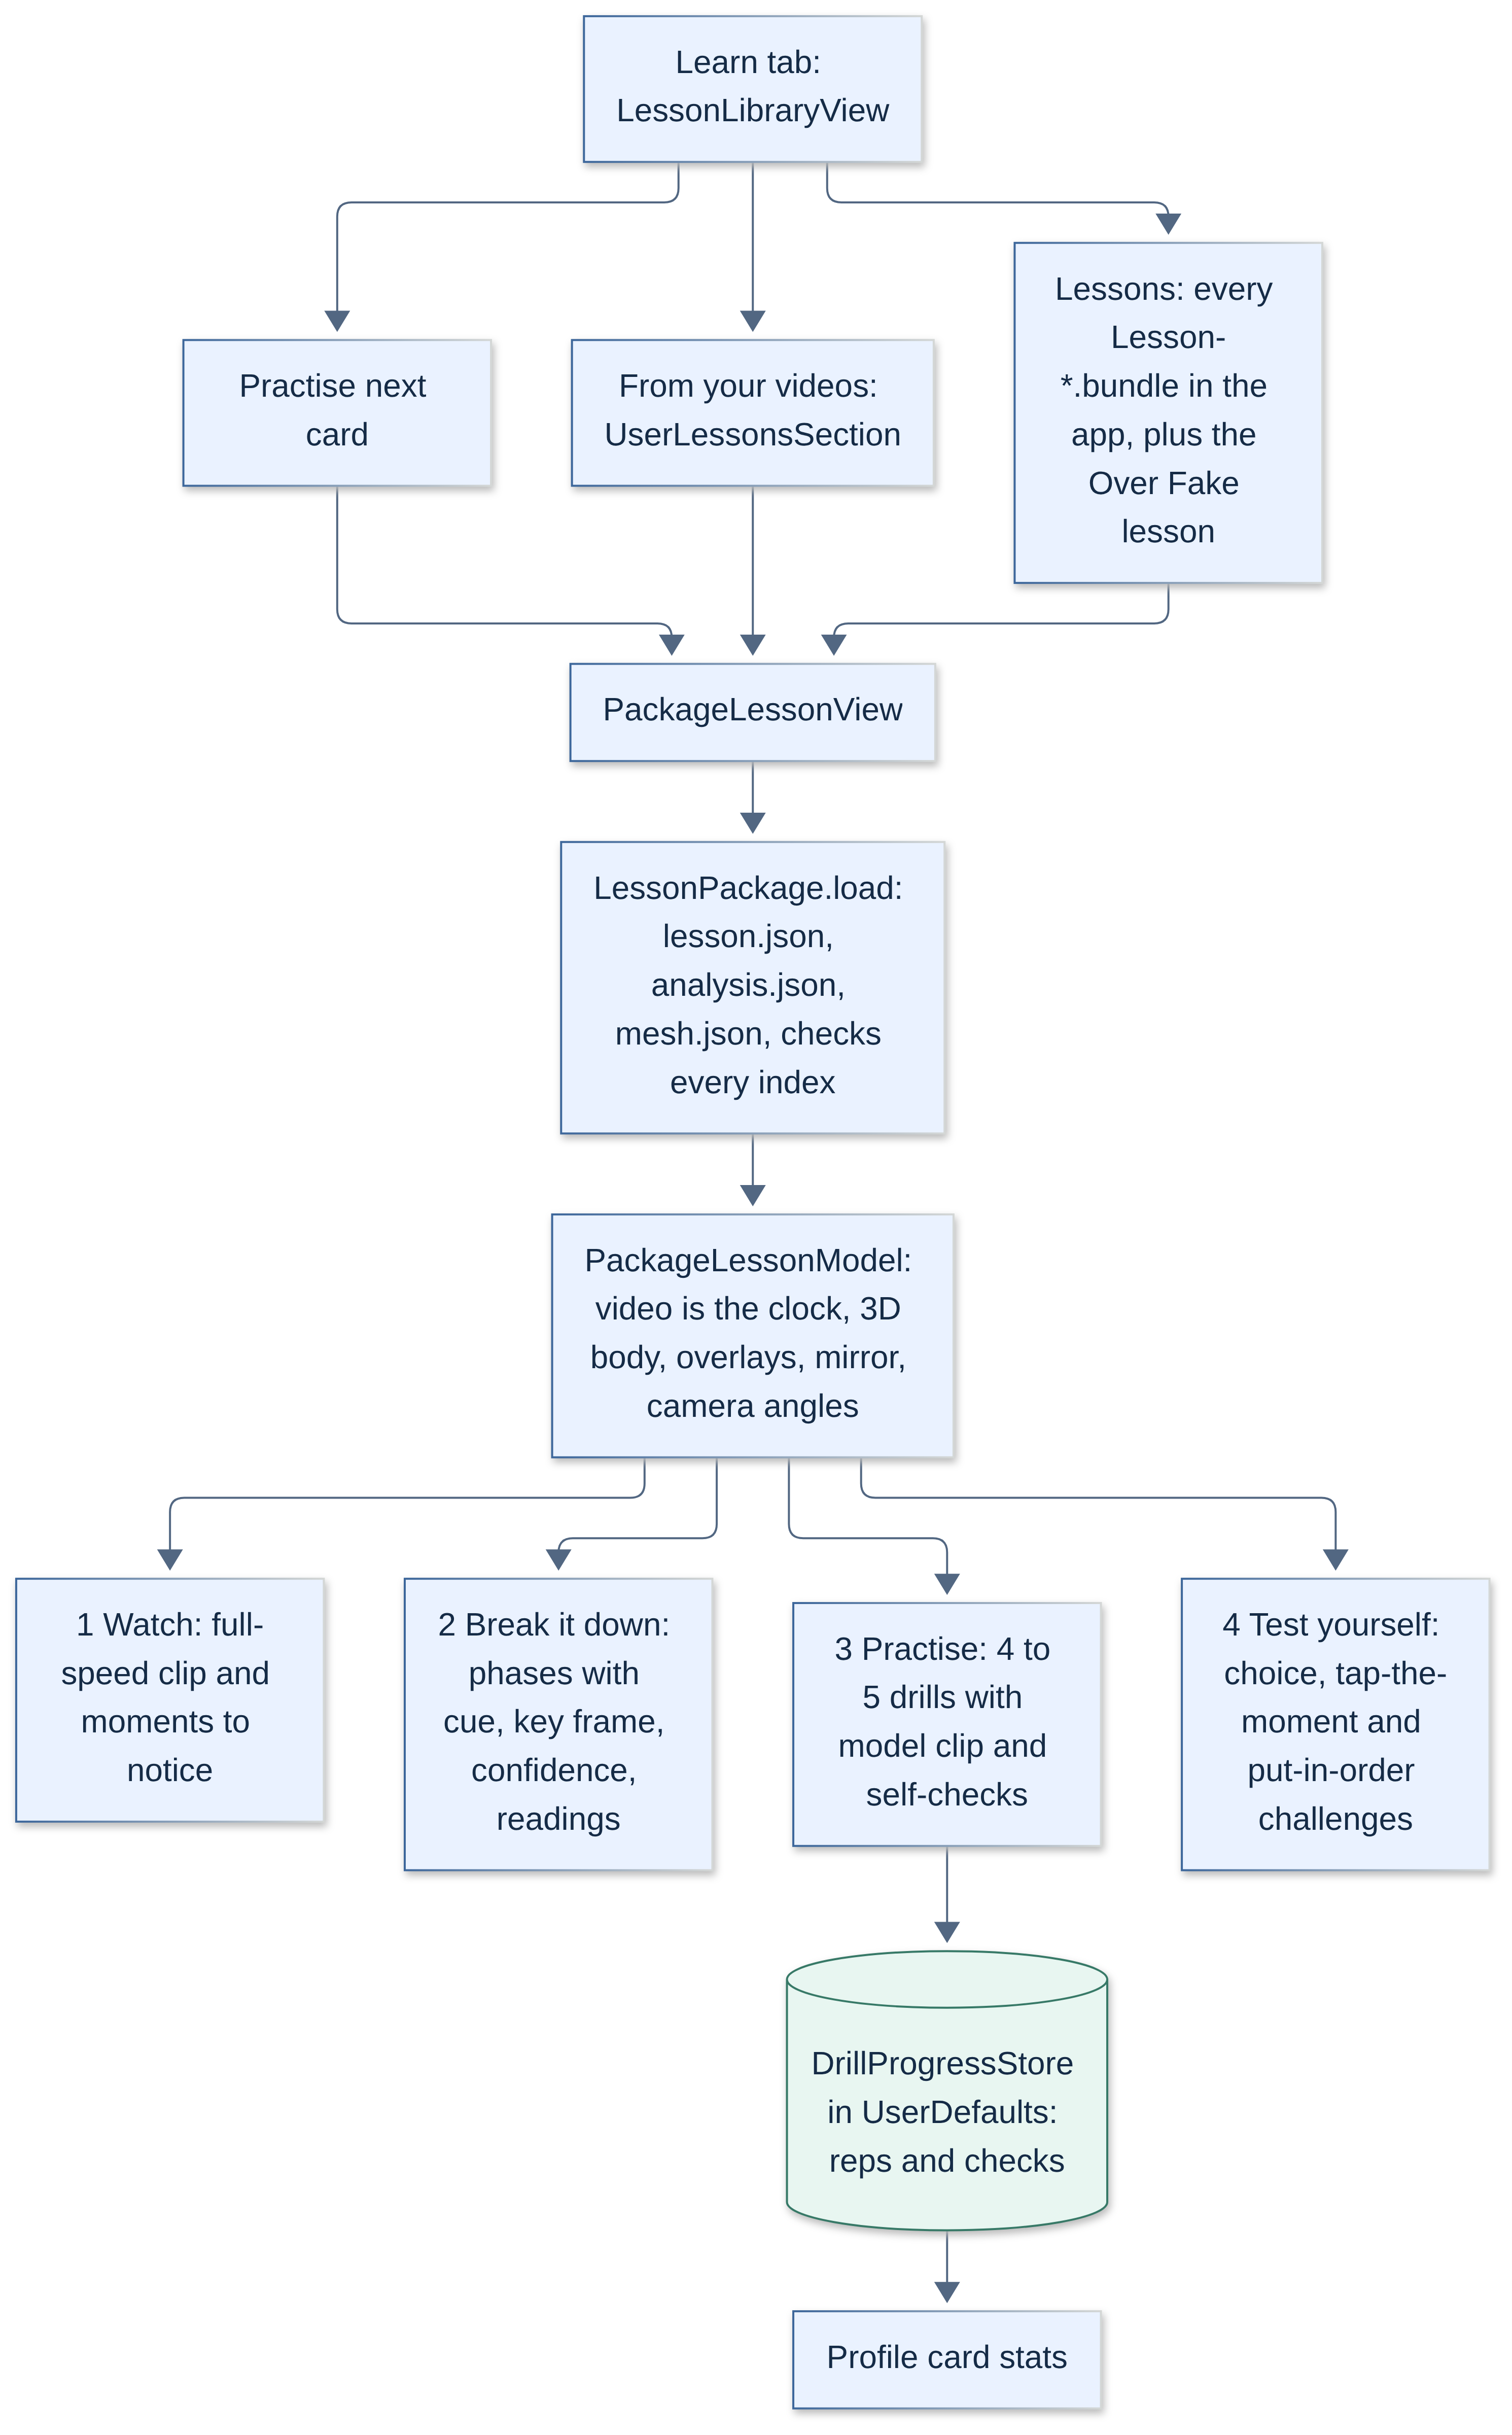 Learn tab:
LessonLibraryView
Practise next
card
From your videos:
UserLessonsSection
Lessons: every
Lesson-
*.bundle in the
app, plus the
Over Fake
lesson
PackageLessonView
LessonPackage.load:
lesson.json,
analysis.json,
mesh.json, checks
every index
PackageLessonModel:
video is the clock, 3D
body, overlays, mirror,
camera angles
1 Watch: full-
speed clip and
moments to
notice
2 Break it down:
phases with
cue, key frame,
confidence,
readings
3 Practise: 4 to
5 drills with
model clip and
self-checks
4 Test yourself:
choice, tap-the-
moment and
put-in-order
challenges
DrillProgressStore
in UserDefaults:
reps and checks
Profile card stats